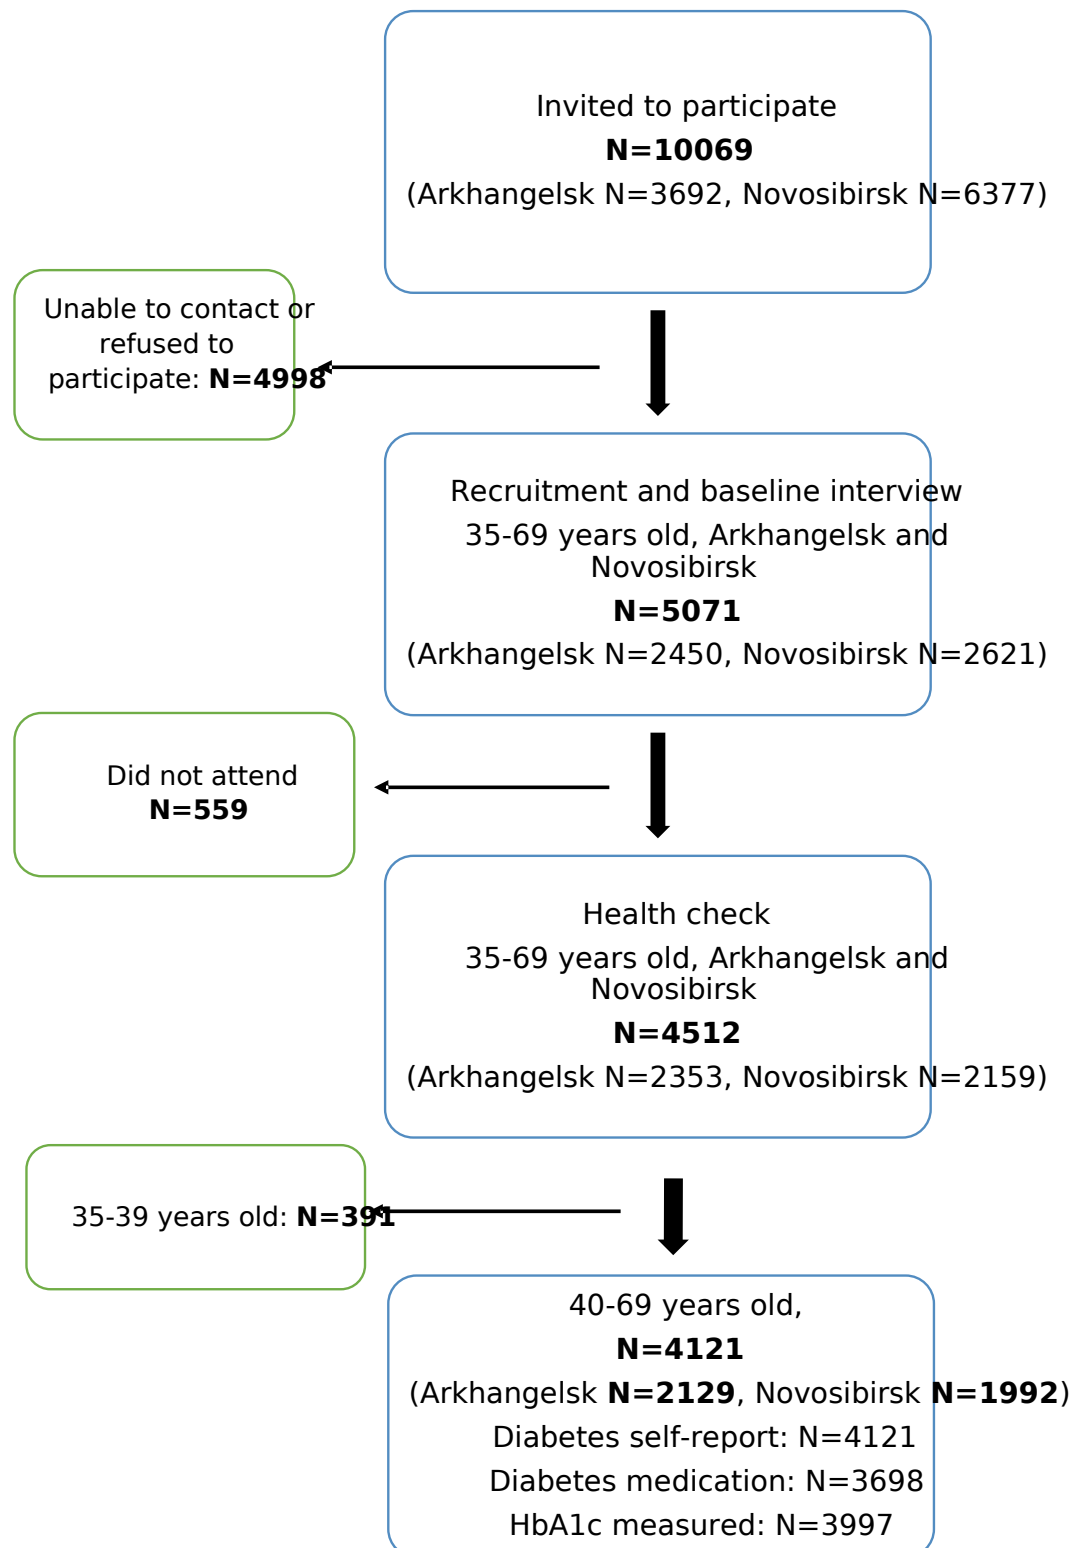 Invited to participate
N=10069
(Arkhangelsk N=3692, Novosibirsk N=6377)
Unable to contact or
refused to
participate: N=4998
Recruitment and baseline interview
35-69 years old, Arkhangelsk and
Novosibirsk
N=5071
(Arkhangelsk N=2450, Novosibirsk N=2621)
Did not attend
N=559
Health check
35-69 years old, Arkhangelsk and
Novosibirsk
N=4512
(Arkhangelsk N=2353, Novosibirsk N=2159)
35-39 years old: N=391
40-69 years old,
N=4121
(Arkhangelsk N=2129, Novosibirsk N=1992)
Diabetes self-report: N=4121
Diabetes medication: N=3698
HbA1c measured: N=3997